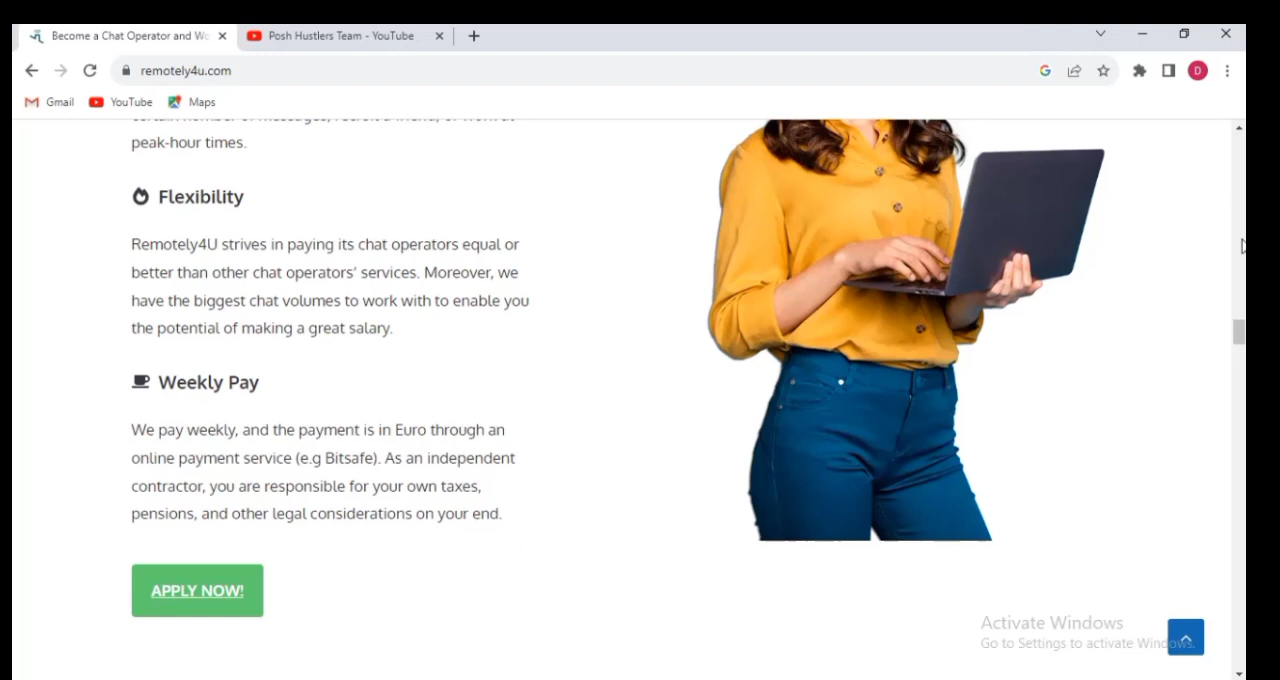 Become a Chat Operator and Wo
Posh Hustlers Team - YouTube
remotely4u.com
G
D
Gmail
YouTube
Maps
peak-hour times.
Flexibility
Remotely4U strives in paying its chat operators equal or
better than other chat operators' services. Moreover, we
have the biggest chat volumes to work with to enable you
the potential of making a great salary.
Weekly Pay
We pay weekly, and the payment is in Euro through an
online payment service (e.g Bitsafe). As an independent
contractor, you are responsible for your own taxes,
pensions, and other legal considerations on your end.
APPLY NOW!
Activate Windows
Go to Settings to activate Windows.